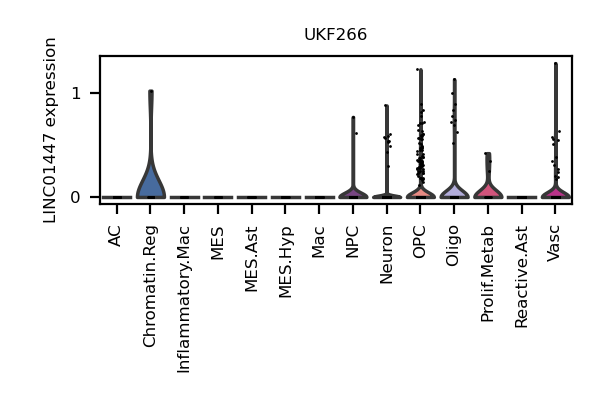 UKF266
LINC01447 expression
1
0
AC
Chromatin.Reg
Inflammatory.Mac
MES
MES.Ast
MES.Hyp
Mac
NPC
Neuron
OPC
Oligo
Prolif.Metab
Reactive.Ast
Vasc